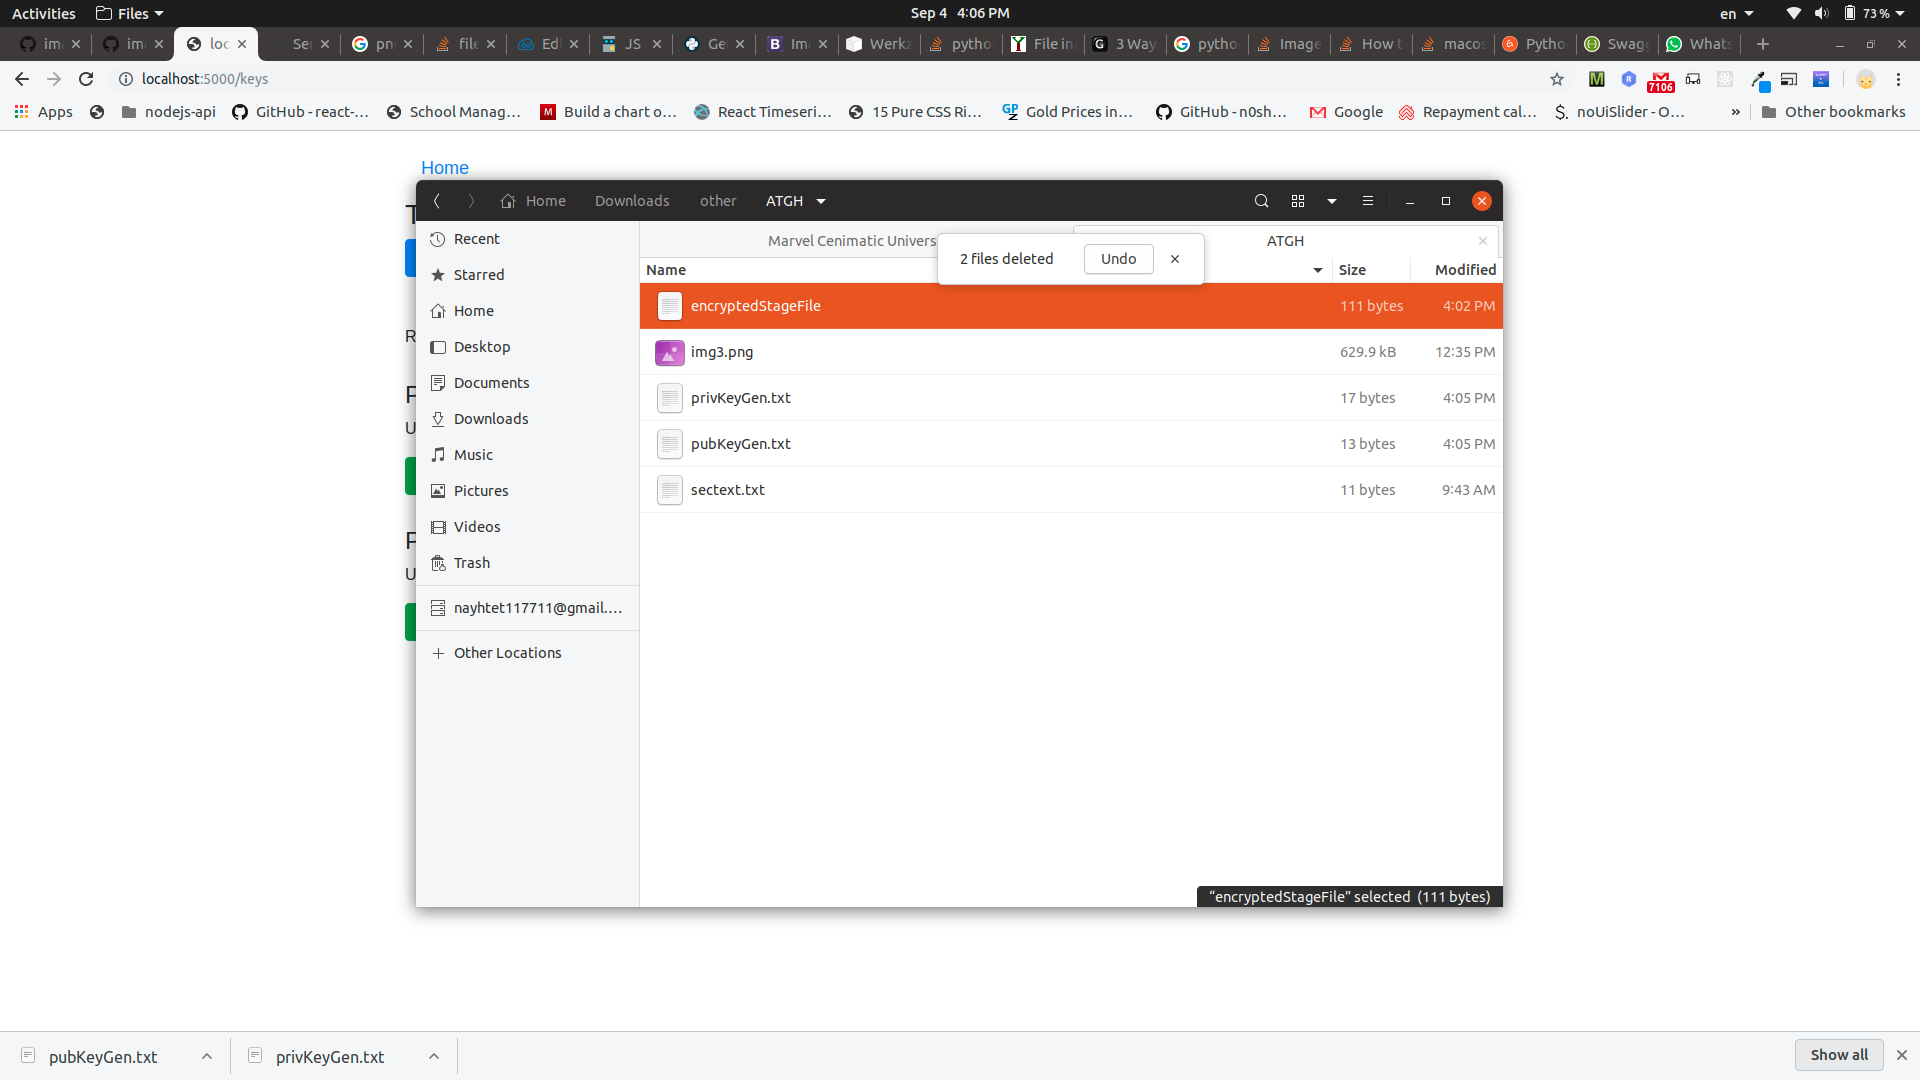 Activities Files Sep 4 4:06 PM en 73 %
im im loc Se pn file Edi JS Ge Im Werkz pytho File in 3 Way pytho Image How t macos Pytho Swag Whats
localhost:5000/keys 7106
Apps nodejs-api GitHub - react-... School Manag... Build a chart o... React Timeseri... 15 Pure CSS Ri... Gold Prices in... GitHub - n0sh... Google Repayment cal... noUiSlider - O... » Other bookmarks
Home
Home Downloads other ATGH
Recent
Starred
Home
Desktop
Documents
Downloads
Music
Pictures
Videos
Trash
nayhtet117711@gmail....
Other Locations
Marvel Cenimatic Univers ATGH
2 files deleted Undo
Name Size Modified
encryptedStageFile 111 bytes 4:02 PM
img3.png 629.9 kB 12:35 PM
privKeyGen.txt 17 bytes 4:05 PM
pubKeyGen.txt 13 bytes 4:05 PM
sectext.txt 11 bytes 9:43 AM
“encryptedStageFile” selected (111 bytes)
pubKeyGen.txt privKeyGen.txt Show all